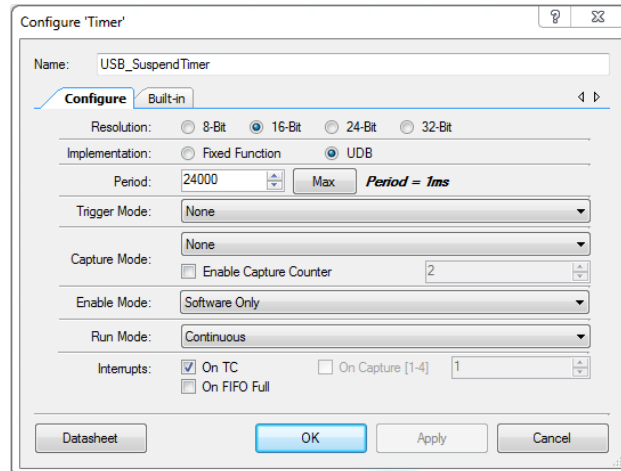 Configure 'Timer'
Name: USB_SuspendTimer
Configure Built-in
Resolution: 8-Bit 16-Bit 24-Bit 32-Bit
Implementation: Fixed Function UDB
Period: 24000 Max Period = 1ms
Trigger Mode: None
Capture Mode: None
Enable Capture Counter 2
Enable Mode: Software Only
Run Mode: Continuous
Interrupts: On TC On Capture [1-4] 1
On FIFO Full
Datasheet OK Apply Cancel